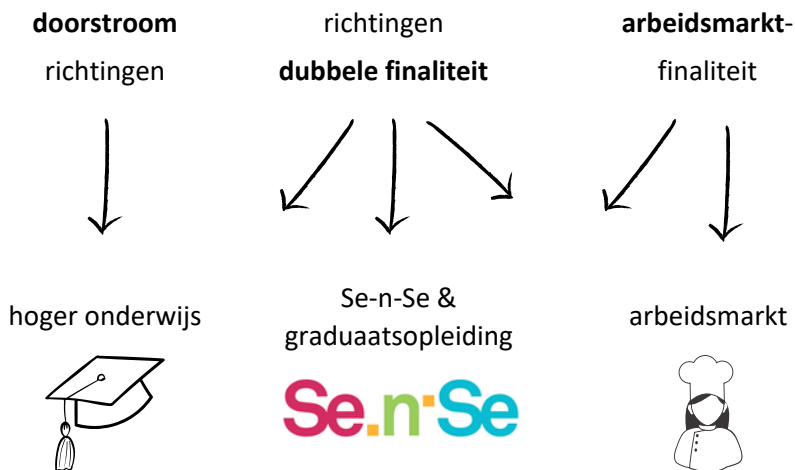 doorstroom
richtingen
richtingen
dubbele finaliteit
arbeidsmarkt-
finaliteit
hoger onderwijs
Se-n-Se &
graduaatsopleiding
Se.n·Se
arbeidsmarkt